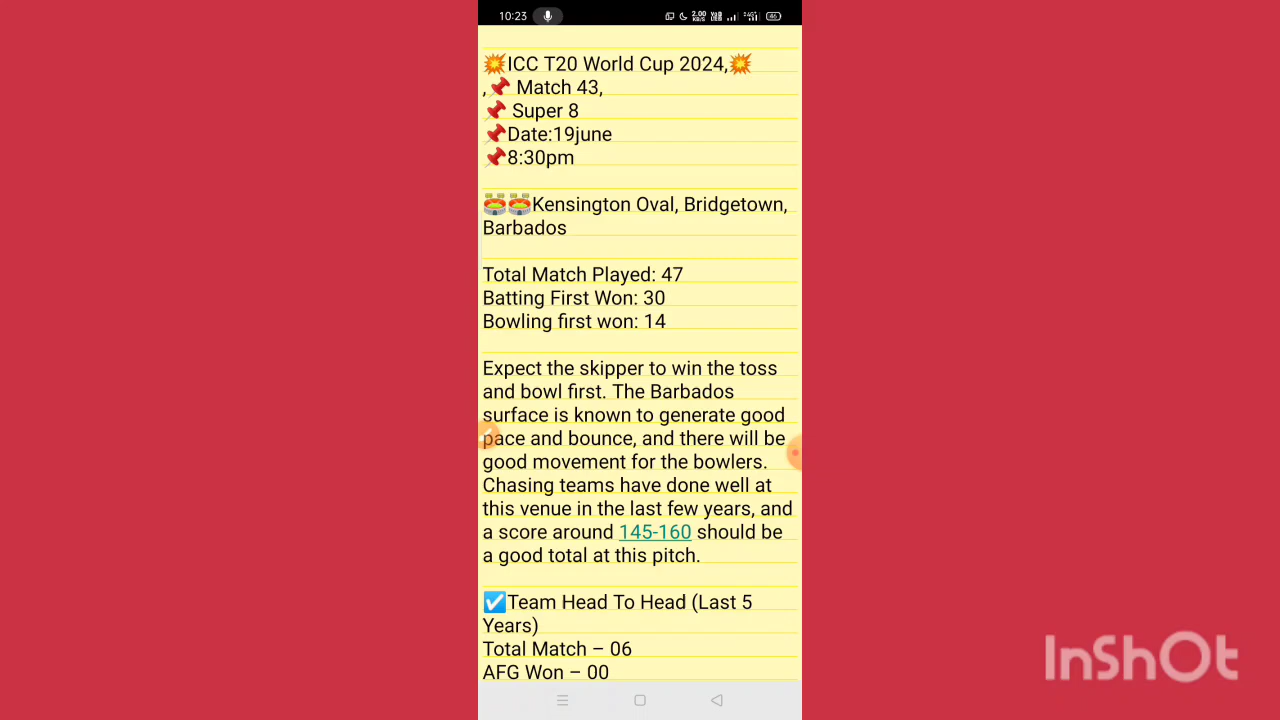 10:23
2.00 KB/S
4G+
46
💥ICC T20 World Cup 2024,💥
,📌 Match 43,
📌 Super 8
📌Date:19june
📌8:30pm
🏟️🏟️Kensington Oval, Bridgetown,
Barbados
Total Match Played: 47
Batting First Won: 30
Bowling first won: 14
Expect the skipper to win the toss
and bowl first. The Barbados
surface is known to generate good
pace and bounce, and there will be
good movement for the bowlers.
Chasing teams have done well at
this venue in the last few years, and
a score around 145-160 should be
a good total at this pitch.
☑️Team Head To Head (Last 5
Years)
Total Match – 06
AFG Won – 00
InShOt